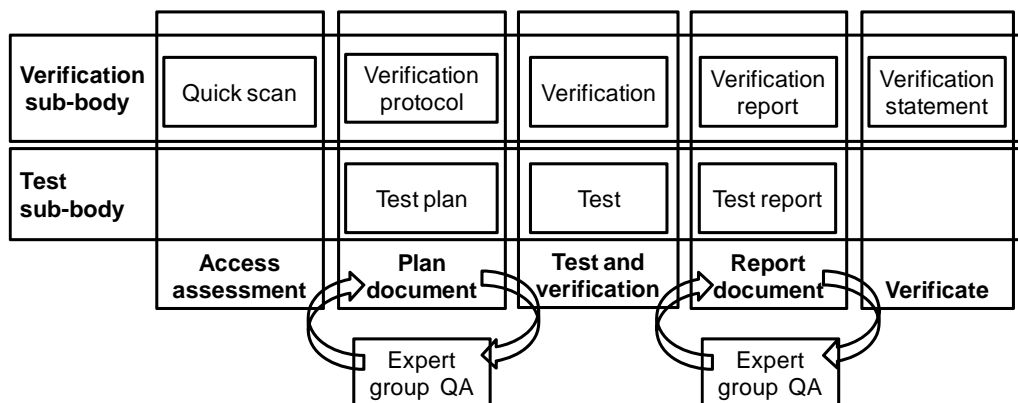 Verification
sub-body
Quick scan
Verification
protocol
Verification
Verification
report
Verification
statement
Test
sub-body
Test plan
Test
Test report
Access
assessment
Plan
document
Test and
verification
Report
document
Verificate
Expert
group QA
Expert
group QA